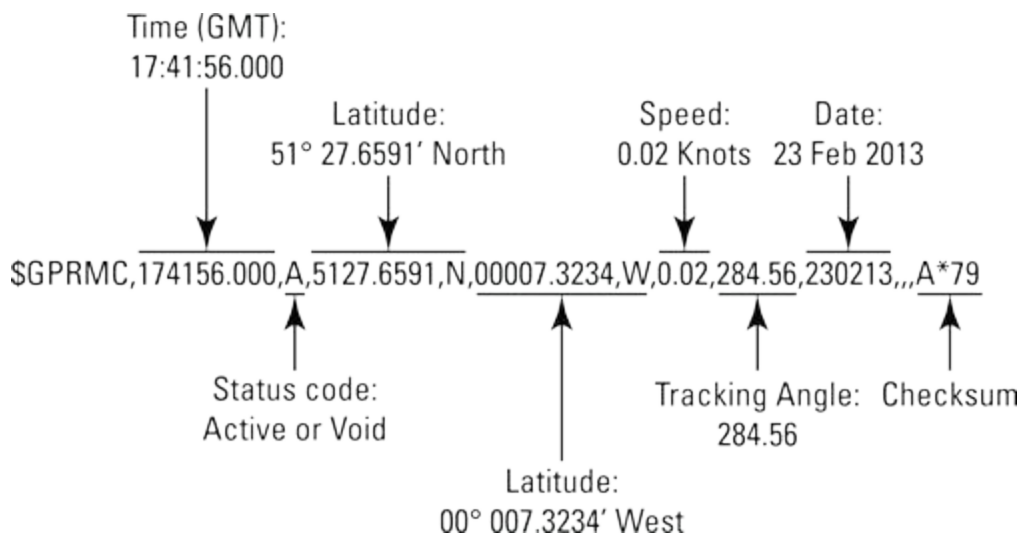 Time (GMT):
17:41:56.000
Latitude:
51° 27.6591’ North
Speed:
0.02 Knots
Date:
23 Feb 2013
$GPRMC,174156.000,A,5127.6591,N,00007.3234,W,0.02,284.56,230213,,,A*79
Status code:
Active or Void
Latitude:
00° 007.3234’ West
Tracking Angle:
284.56
Checksum